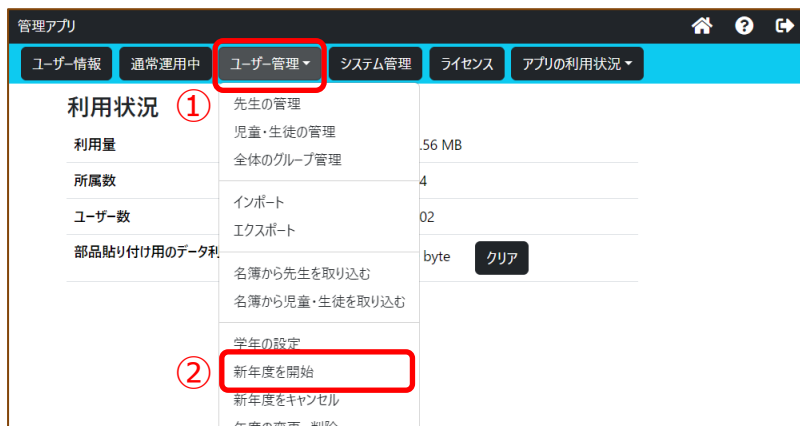 管理アプリ
ユーザー情報 通常運用中 ユーザー管理 システム管理 ライセンス アプリの利用状況
利用状況 ①
利用量 .56 MB
所属数 4
ユーザー数 02
部品貼り付け用のデータ利 byte クリア
先生の管理
児童・生徒の管理
全体のグループ管理
インポート
エクスポート
名簿から先生を取り込む
名簿から児童・生徒を取り込む
学年の設定
② 新年度を開始
新年度をキャンセル